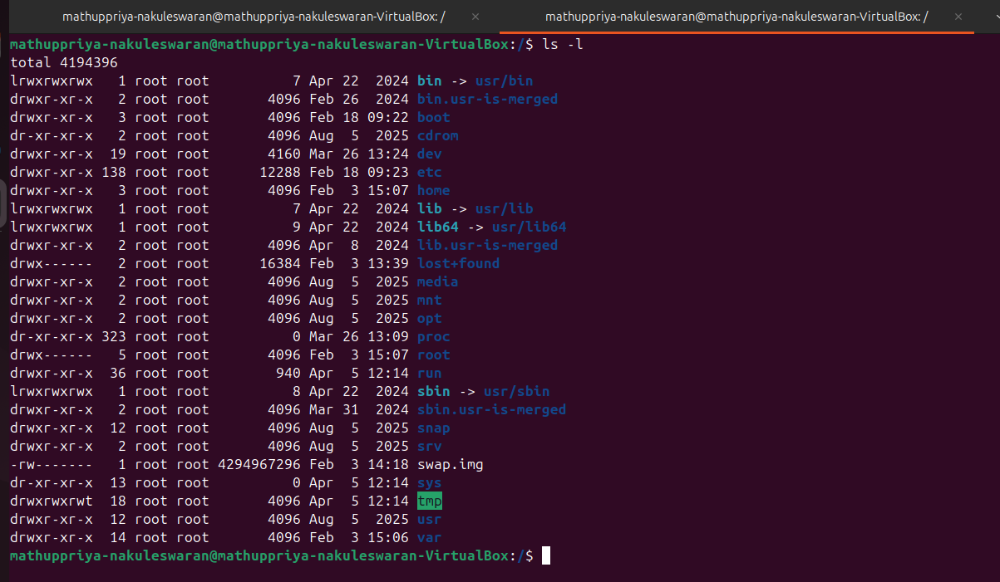 mathuppriya-nakuleswaran@mathuppriya-nakuleswaran-VirtualBox: /
mathuppriya-nakuleswaran@mathuppriya-nakuleswaran-VirtualBox: /
mathuppriya-nakuleswaran@mathuppriya-nakuleswaran-VirtualBox:/$ ls -l
total 4194396
lrwxrwxrwx   1 root root          7 Apr 22  2024 bin -> usr/bin
drwxr-xr-x   2 root root       4096 Feb 26  2024 bin.usr-is-merged
drwxr-xr-x   3 root root       4096 Feb 18 09:22 boot
dr-xr-xr-x   2 root root       4096 Aug  5  2025 cdrom
drwxr-xr-x  19 root root       4160 Mar 26 13:24 dev
drwxr-xr-x 138 root root      12288 Feb 18 09:23 etc
drwxr-xr-x   3 root root       4096 Feb  3 15:07 home
lrwxrwxrwx   1 root root          7 Apr 22  2024 lib -> usr/lib
lrwxrwxrwx   1 root root          9 Apr 22  2024 lib64 -> usr/lib64
drwxr-xr-x   2 root root       4096 Apr  8  2024 lib.usr-is-merged
drwx------   2 root root      16384 Feb  3 13:39 lost+found
drwxr-xr-x   2 root root       4096 Aug  5  2025 media
drwxr-xr-x   2 root root       4096 Aug  5  2025 mnt
drwxr-xr-x   2 root root       4096 Aug  5  2025 opt
dr-xr-xr-x 323 root root          0 Mar 26 13:09 proc
drwx------   5 root root       4096 Feb  3 15:07 root
drwxr-xr-x  36 root root        940 Apr  5 12:14 run
lrwxrwxrwx   1 root root          8 Apr 22  2024 sbin -> usr/sbin
drwxr-xr-x   2 root root       4096 Mar 31  2024 sbin.usr-is-merged
drwxr-xr-x  12 root root       4096 Aug  5  2025 snap
drwxr-xr-x   2 root root       4096 Aug  5  2025 srv
-rw-------   1 root root 4294967296 Feb  3 14:18 swap.img
dr-xr-xr-x  13 root root          0 Apr  5 12:14 sys
drwxrwxrwt  18 root root       4096 Apr  5 12:14 tmp
drwxr-xr-x  12 root root       4096 Aug  5  2025 usr
drwxr-xr-x  14 root root       4096 Feb  3 15:06 var
mathuppriya-nakuleswaran@mathuppriya-nakuleswaran-VirtualBox:/$